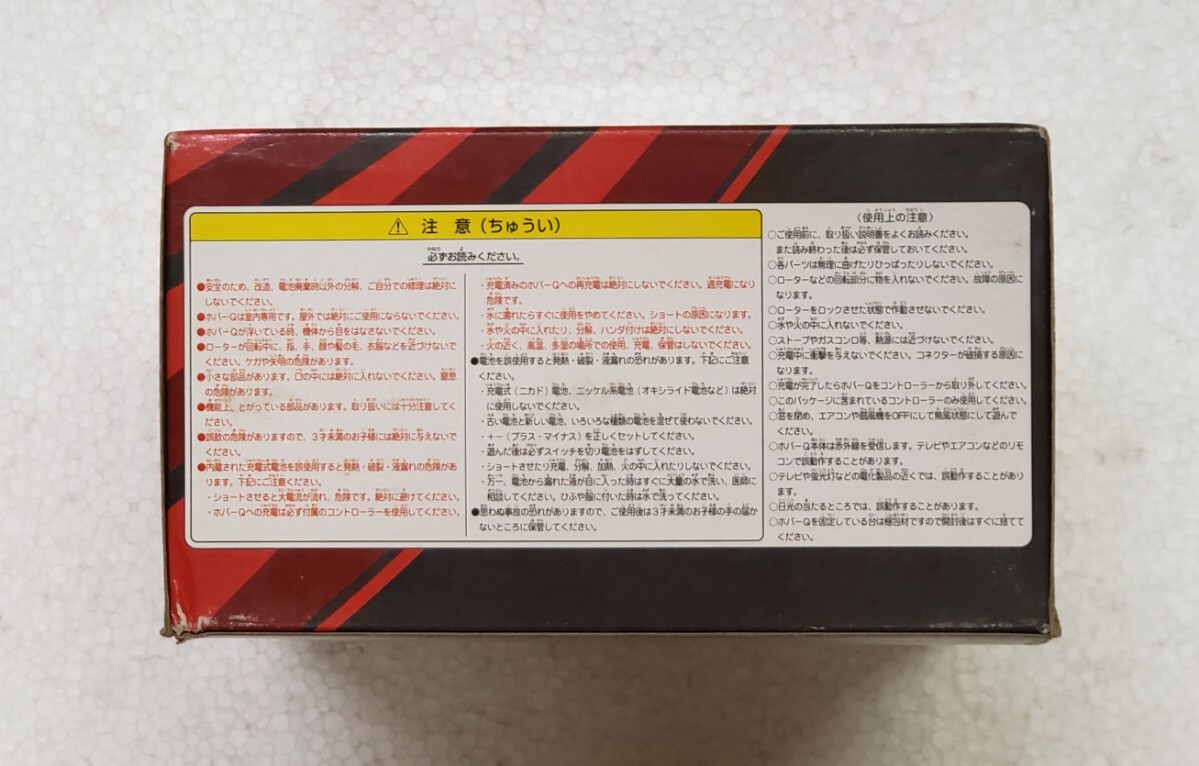 ⚠ 注 意 (ちゅうい)
必ずお読みください。
●安全のため、改造、電池廃棄時以外の分解、ご自分での修理は絶対に
しないでください。
●ホバーQは室内専用です。屋外では絶対にご使用にならないでください。
●ホバーQが浮いている時、機体から目をはなさないでください。
●ローターが回転中に、指、手、顔や髪の毛、衣服などを近づけないで
ください。ケガや失明の危険があります。
●小さな部品があります。口の中には絶対に入れないでください。窒息
の危険があります。
●機能上、とがっている部品があります。取り扱いには十分注意してく
ださい。
●誤飲の危険がありますので、3才未満のお子様には絶対に与えないで
ください。
●内蔵された充電式電池を誤使用すると発熱・破裂・液漏れの危険があ
ります。下記にご注意ください。
・ショートさせると大電流が流れ、危険です。絶対に避けてください。
・ホバーQへの充電は必ず付属のコントローラーを使用してください。
・充電済みのホバーQへの再充電は絶対にしないでください。過充電になり
危険です。
・水に濡れたらすぐに使用をやめてください。ショートの原因になります。
・水や火の中に入れたり、分解、ハンダ付けは絶対にしないでください。
・火の近く、高温、多湿の場所での使用、充電、保管はしないでください。
●電池を誤使用すると発熱・破裂・液漏れの恐れがあります。下記にご注意
ください。
・充電式(ニカド)電池、ニッケル系電池(オキシライド電池など)は絶対
に使用しないでください。
・古い電池と新しい電池、いろいろな種類の電池を混ぜて使わないでください。
・+-(プラス・マイナス)を正しくセットしてください。
・遊んだ後は必ずスイッチを切り電池をはずしてください。
・ショートさせたり充電、分解、加熱、火の中に入れたりしないでください。
・万一、電池から漏れた液が目に入った時はすぐに大量の水で洗い、医師に
相談してください。ひふや服に付いた時は水で洗ってください。
●思わぬ事故の恐れがありますので、ご使用後は3才未満のお子様の手の届か
ないところに保管してください。
〈使用上の注意〉
○ご使用前に、取り扱い説明書をよくお読みください。
また読み終わった後は必ず保管しておいてください。
○各パーツは無理に曲げたりひっぱったりしないでください。
○ローターなどの回転部分に物を入れないでください。故障の原因に
なります。
○ローターをロックさせた状態で作動させないでください。
○水や火の中に入れないでください。
○ストーブやガスコンロ等、熱源には近づけないでください。
○充電中に衝撃を与えないでください。コネクターが破損する原因に
なります。
○充電が完了したらホバーQをコントローラーから取り外してください。
○このパッケージに含まれているコントローラーのみ使用してください。
○窓を閉め、エアコンや扇風機をOFFにして無風状態にして遊んで
ください。
○ホバーQ本体は赤外線を受信します。テレビやエアコンなどのリモ
コンで誤動作することがあります。
○テレビや蛍光灯などの電化製品の近くでは、誤動作することがあり
ます。
○日光の当たるところでは、誤動作することがあります。
○ホバーQを固定している台は梱包材ですので開封後はすぐに捨てて
ください。